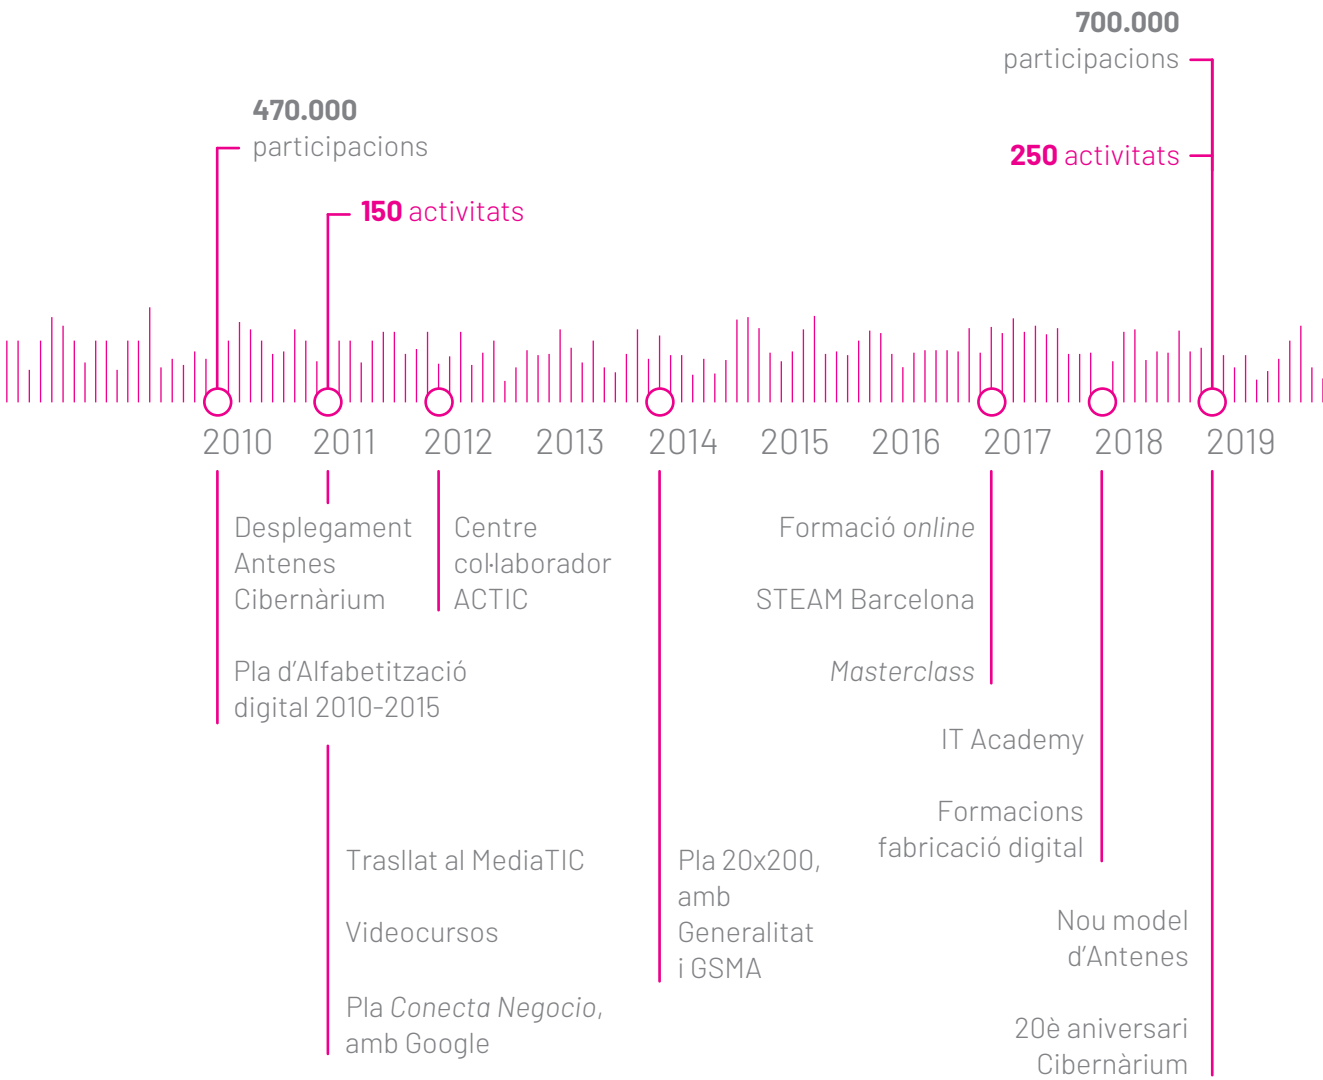 700.000
participacions
470.000
participacions
250 activitats
150 activitats
2010
2011
2012
2013
2014
2015
2016
2017
2018
2019
Desplegament
Antenes
Cibernàrium
Pla d’Alfabetització
digital 2010-2015
Centre
col·laborador
ACTIC
Formació online
STEAM Barcelona
Masterclass
IT Academy
Formacions
fabricació digital
Trasllat al MediaTIC
Videocursos
Pla Conecta Negocio,
amb Google
Pla 20x200,
amb
Generalitat
i GSMA
Nou model
d’Antenes
20è aniversari
Cibernàrium